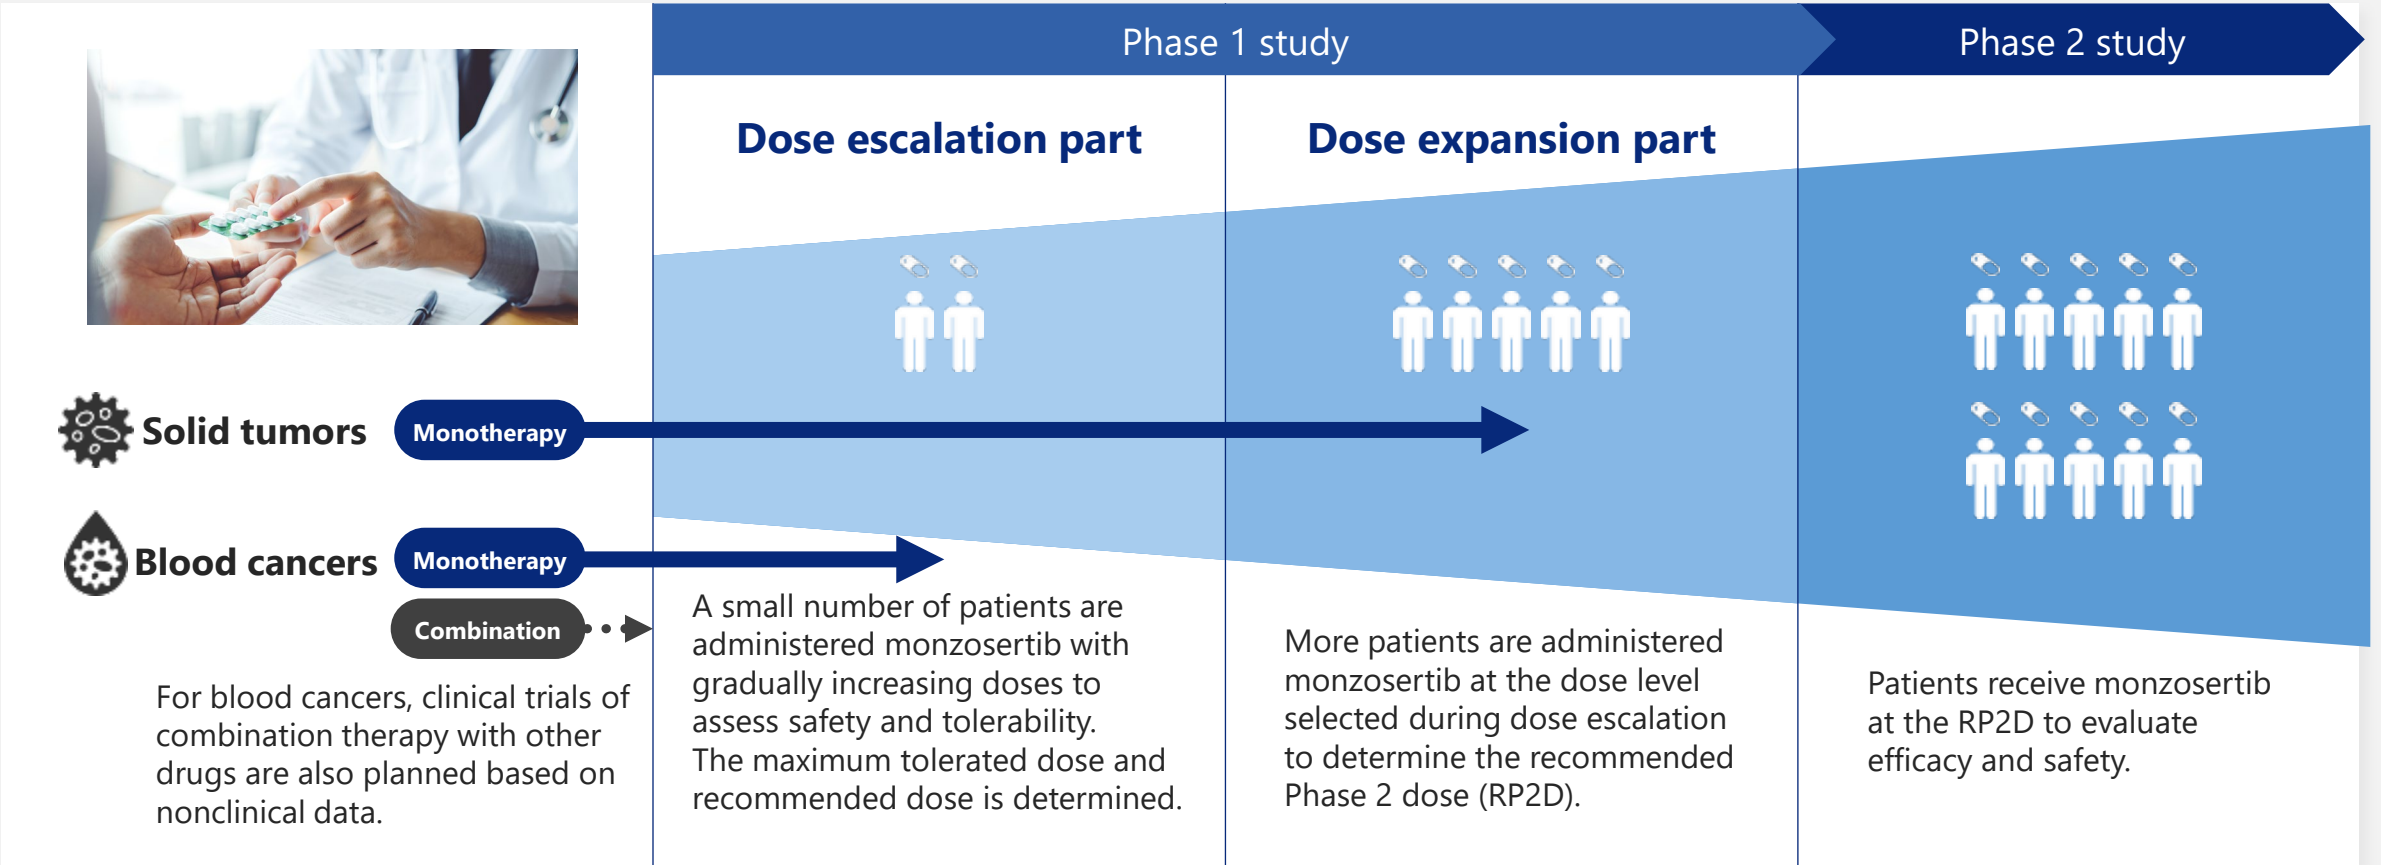 Phase 1 study
Phase 2 study
Dose escalation part
Dose expansion part
Solid tumors
Monotherapy
Blood cancers
Monotherapy
Combination
For blood cancers, clinical trials of
combination therapy with other
drugs are also planned based on
nonclinical data.
A small number of patients are
administered monzosertib with
gradually increasing doses to
assess safety and tolerability.
The maximum tolerated dose and
recommended dose is determined.
More patients are administered
monzosertib at the dose level
selected during dose escalation
to determine the recommended
Phase 2 dose (RP2D).
Patients receive monzosertib
at the RP2D to evaluate
efficacy and safety.